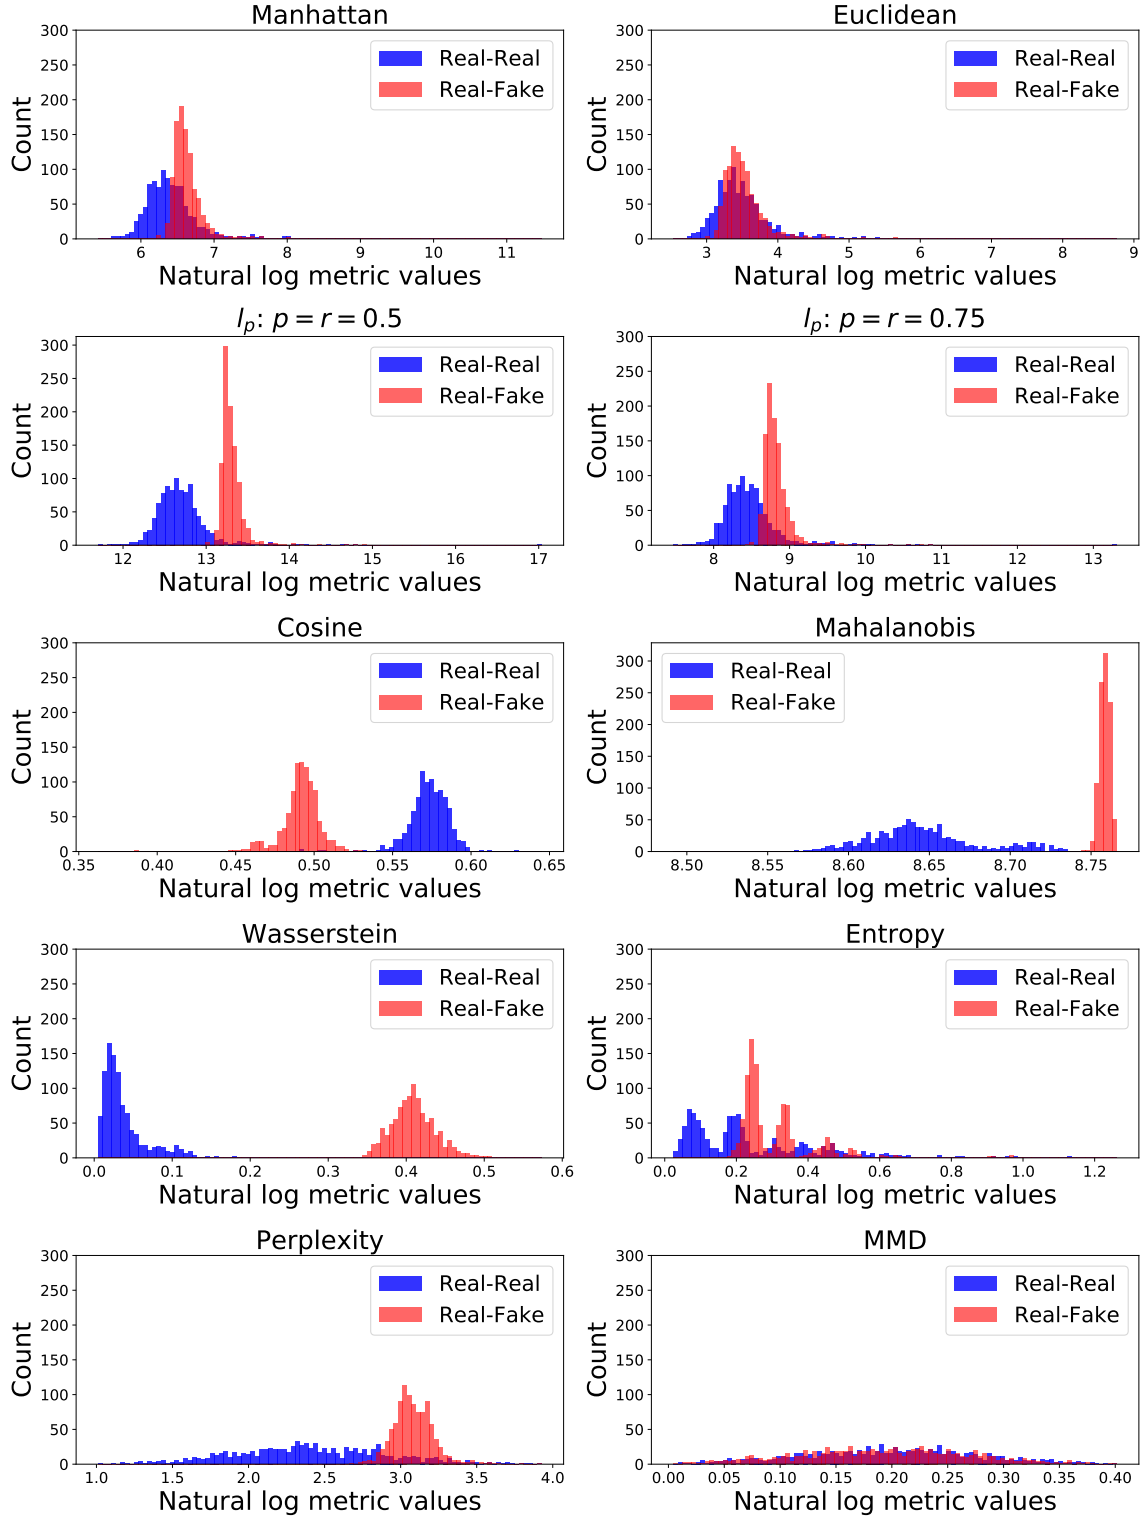 Manhattan
300
250
200
150
100
50
0
Count
Real-Real
Real-Fake
6 7 8 9 10 11
Natural log metric values
Euclidean
300
250
200
150
100
50
0
Count
Real-Real
Real-Fake
3 4 5 6 7 8 9
Natural log metric values
l_p: p = r = 0.5
300
250
200
150
100
50
0
Count
Real-Real
Real-Fake
12 13 14 15 16 17
Natural log metric values
l_p: p = r = 0.75
300
250
200
150
100
50
0
Count
Real-Real
Real-Fake
8 9 10 11 12 13
Natural log metric values
Cosine
300
250
200
150
100
50
0
Count
Real-Real
Real-Fake
0.35 0.40 0.45 0.50 0.55 0.60 0.65
Natural log metric values
Mahalanobis
300
250
200
150
100
50
0
Count
Real-Real
Real-Fake
8.50 8.55 8.60 8.65 8.70 8.75
Natural log metric values
Wasserstein
300
250
200
150
100
50
0
Count
Real-Real
Real-Fake
0.0 0.1 0.2 0.3 0.4 0.5 0.6
Natural log metric values
Entropy
300
250
200
150
100
50
0
Count
Real-Real
Real-Fake
0.0 0.2 0.4 0.6 0.8 1.0 1.2
Natural log metric values
Perplexity
300
250
200
150
100
50
0
Count
Real-Real
Real-Fake
1.0 1.5 2.0 2.5 3.0 3.5 4.0
Natural log metric values
MMD
300
250
200
150
100
50
0
Count
Real-Real
Real-Fake
0.00 0.05 0.10 0.15 0.20 0.25 0.30 0.35 0.40
Natural log metric values